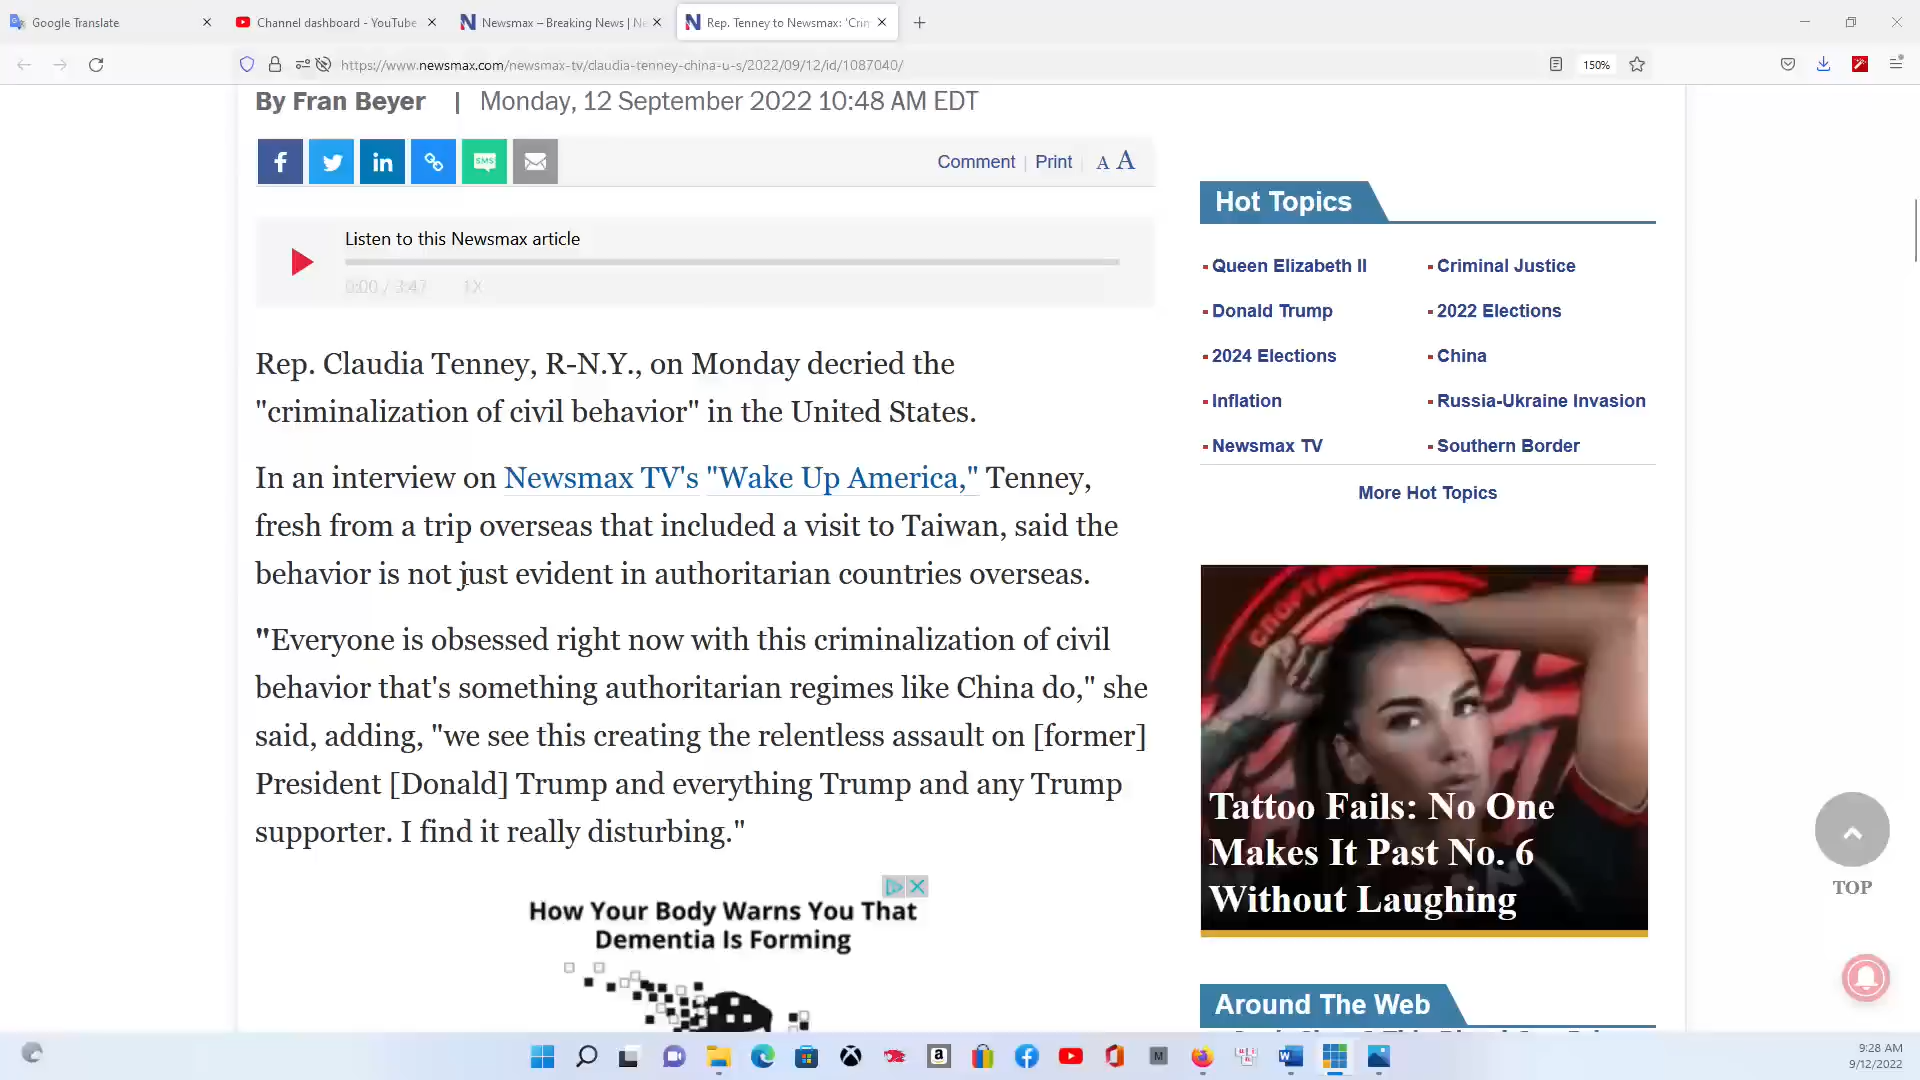 Google Translate
Channel dashboard - YouTube
Newsmax – Breaking News | Ne
Rep. Tenney to Newsmax: 'Crin
https://www.newsmax.com/newsmax-tv/claudia-tenney-china-u-s/2022/09/12/id/1087040/
150%
By Fran Beyer | Monday, 12 September 2022 10:48 AM EDT
SMS
Comment | Print | A A
Listen to this Newsmax article
0:00 / 3:47 1X
Rep. Claudia Tenney, R-N.Y., on Monday decried the
"criminalization of civil behavior" in the United States.
In an interview on Newsmax TV's "Wake Up America," Tenney,
fresh from a trip overseas that included a visit to Taiwan, said the
behavior is not just evident in authoritarian countries overseas.
"Everyone is obsessed right now with this criminalization of civil
behavior that's something authoritarian regimes like China do," she
said, adding, "we see this creating the relentless assault on [former]
President [Donald] Trump and everything Trump and any Trump
supporter. I find it really disturbing."
How Your Body Warns You That
Dementia Is Forming
Hot Topics
Queen Elizabeth II
Criminal Justice
Donald Trump
2022 Elections
2024 Elections
China
Inflation
Russia-Ukraine Invasion
Newsmax TV
Southern Border
More Hot Topics
Tattoo Fails: No One
Makes It Past No. 6
Without Laughing
Around The Web
TOP
9:28 AM
9/12/2022